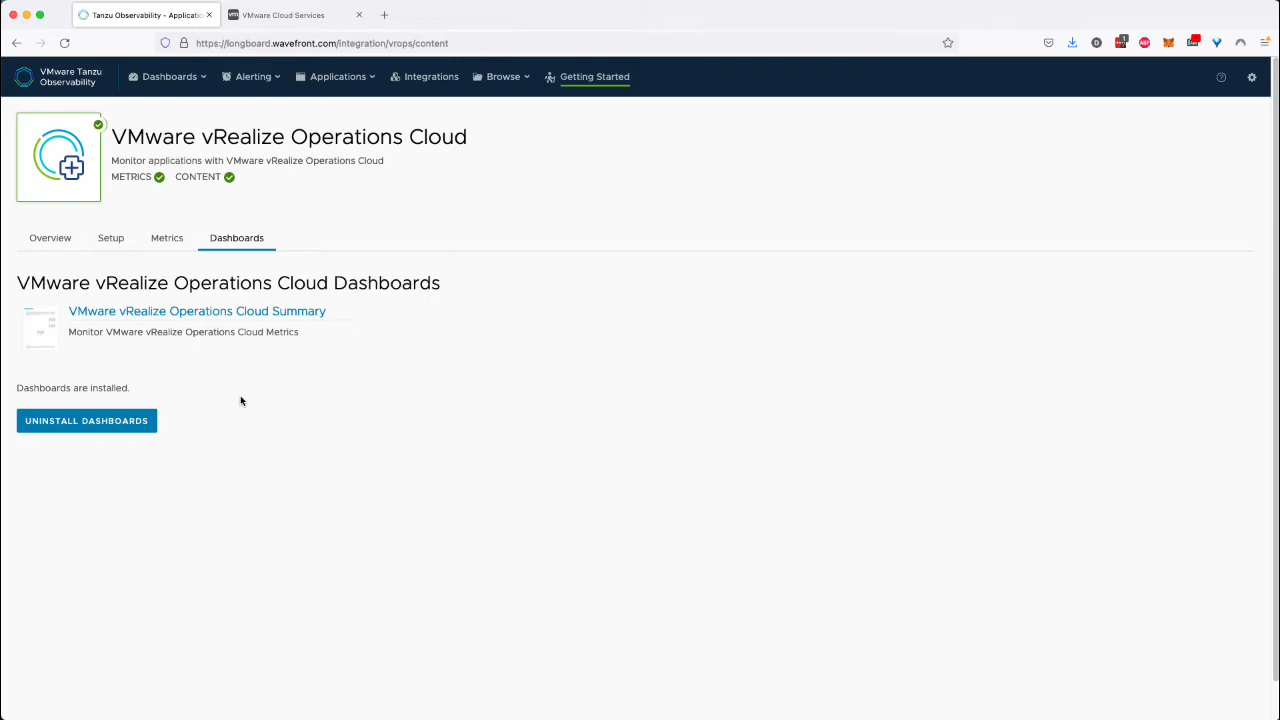 Tanzu Observability - Applicatio
VMware Cloud Services
https://longboard.wavefront.com/integration/vrops/content
VMware Tanzu
Observability
Dashboards
Alerting
Applications
Integrations
Browse
Getting Started
VMware vRealize Operations Cloud
Monitor applications with VMware vRealize Operations Cloud
METRICS CONTENT
Overview Setup Metrics Dashboards
VMware vRealize Operations Cloud Dashboards
VMware vRealize Operations Cloud Summary
Monitor VMware vRealize Operations Cloud Metrics
Dashboards are installed.
UNINSTALL DASHBOARDS